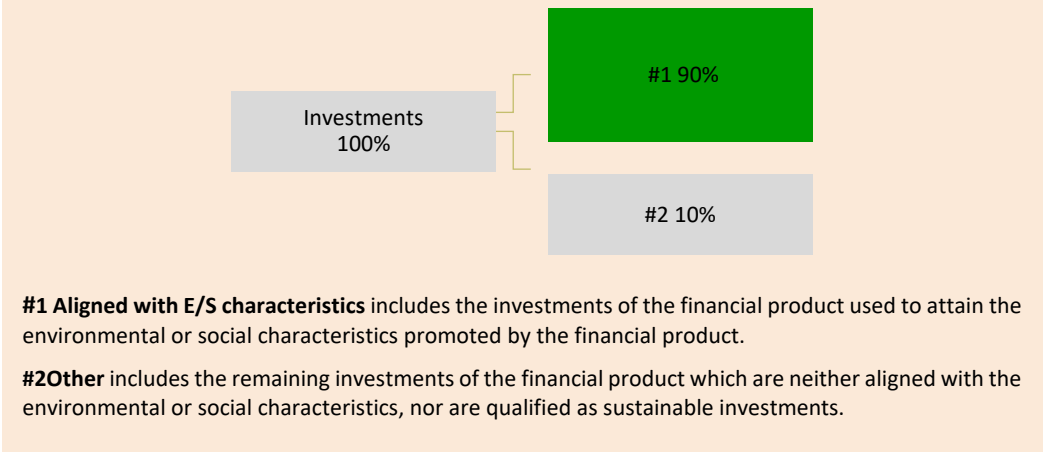 #1 90%
Investments
100%
#2 10%
#1 Aligned with E/S characteristics includes the investments of the financial product used to attain the
environmental or social characteristics promoted by the financial product.
#2Other includes the remaining investments of the financial product which are neither aligned with the
environmental or social characteristics, nor are qualified as sustainable investments.